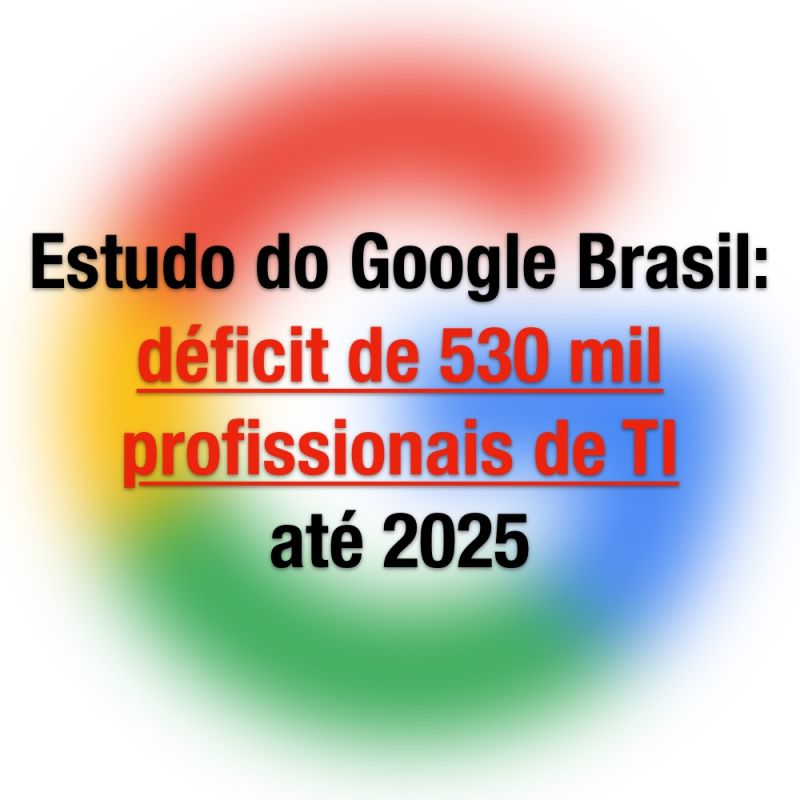 Estudo do Google Brasil:
déficit de 530 mil
profissionais de TI
até 2025